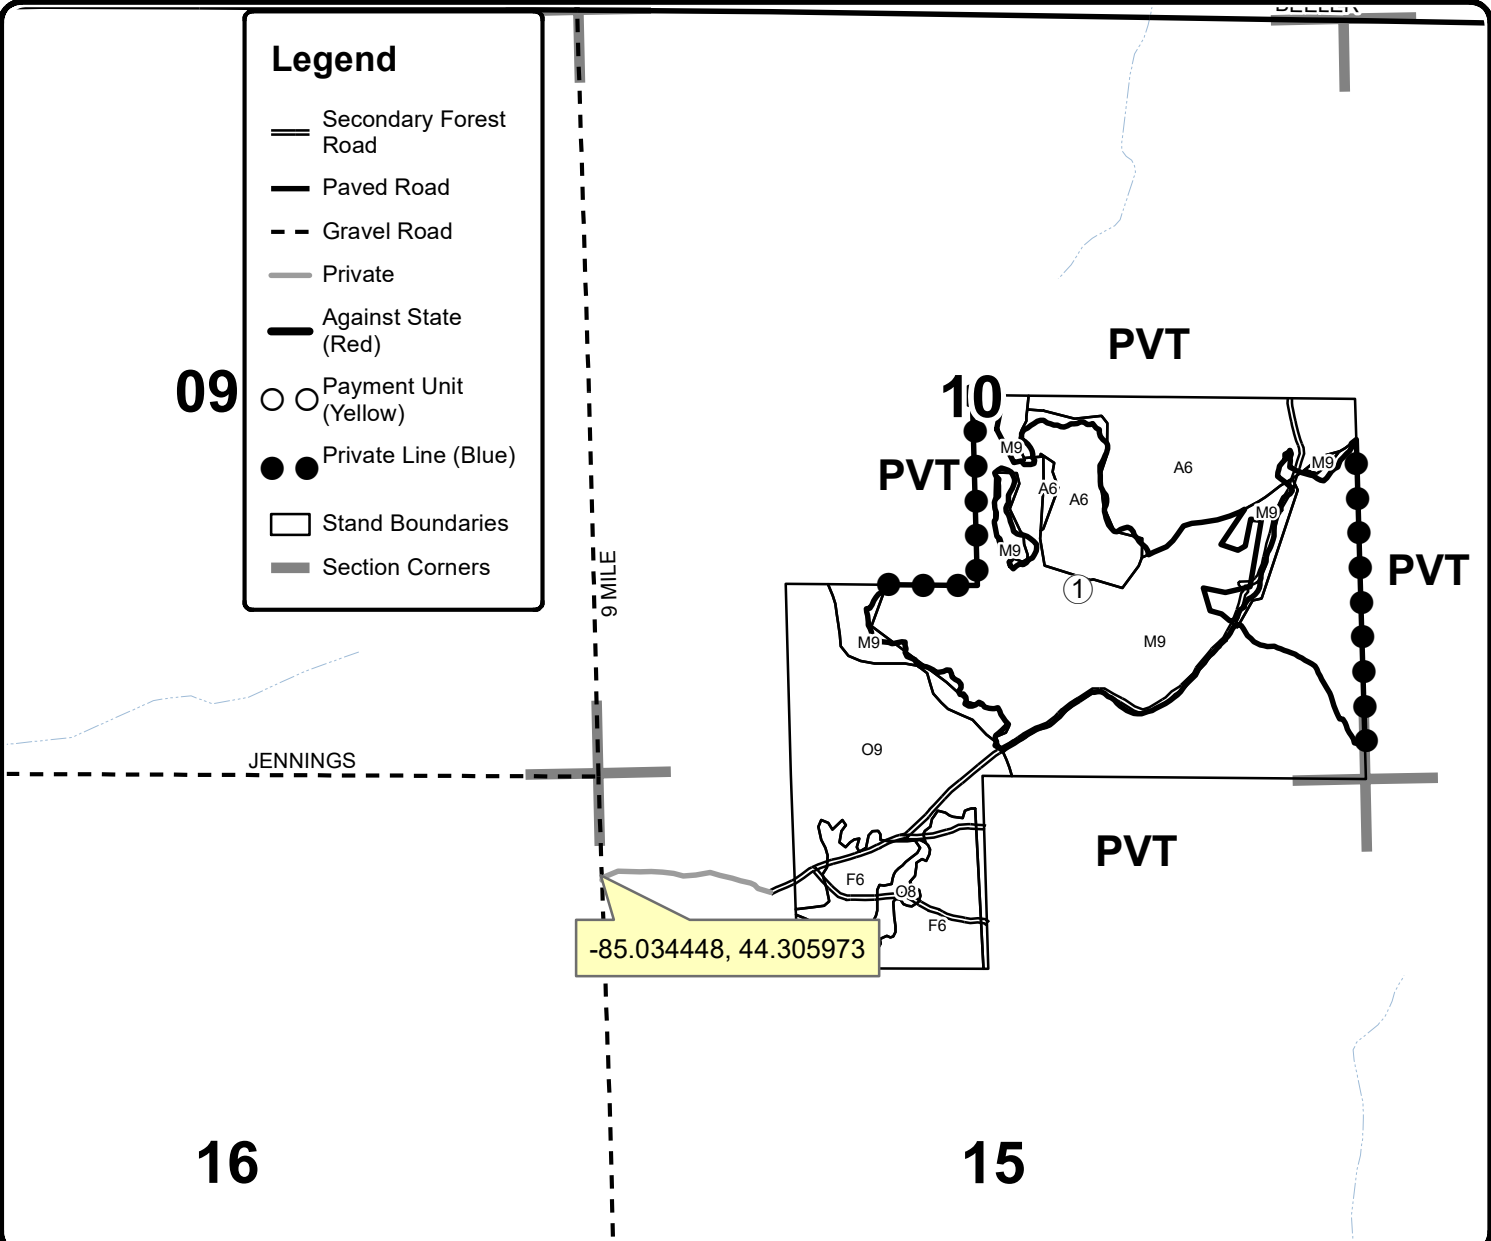 BEELER
Legend
Secondary Forest
Road
Paved Road
Gravel Road
Private
Against State
(Red)
Payment Unit
(Yellow)
Private Line (Blue)
Stand Boundaries
Section Corners
09
PVT
10
PVT
M9
A6
M9
A6
A6
M9
M9
PVT
9 MILE
1
M9
M9
O9
JENNINGS
PVT
F6
O8
F6
-85.034448, 44.305973
16
15